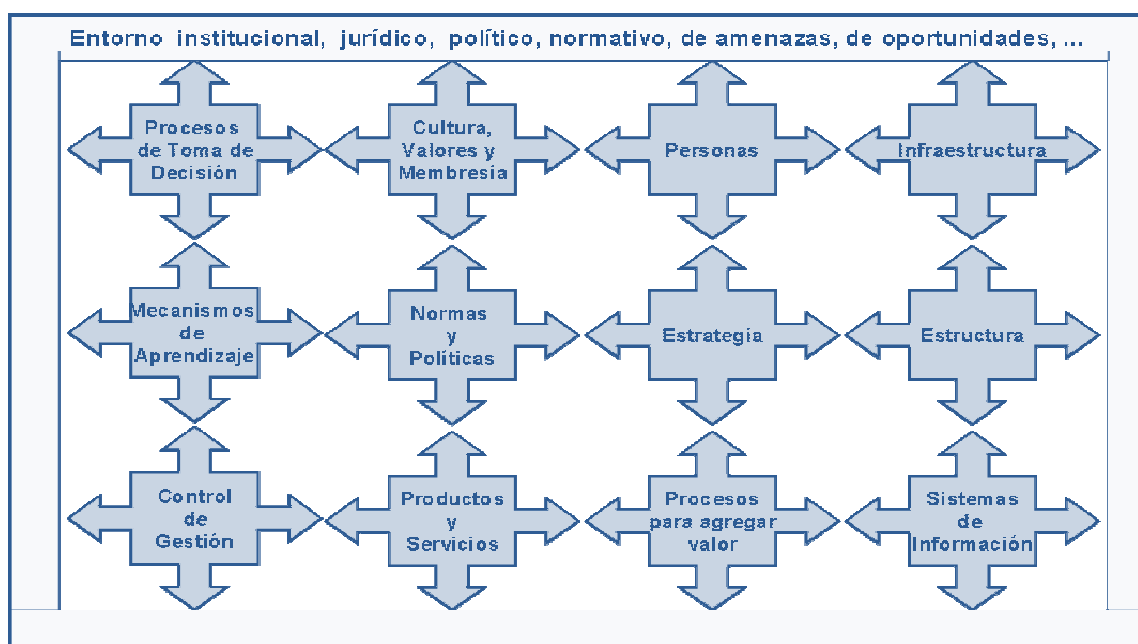 Entorno institucional, jurídico, político, normativo, de amenazas, de oportunidades, ...
Procesos
de Toma de
Decisión
Cultura,
Valores y
Membresía
Personas
Infraestructura
Mecanismos
de
Aprendizaje
Normas
y
Políticas
Estrategia
Estructura
Control
de
Gestión
Productos
y
Servicios
Procesos
para agregar
valor
Sistemas
de
Información